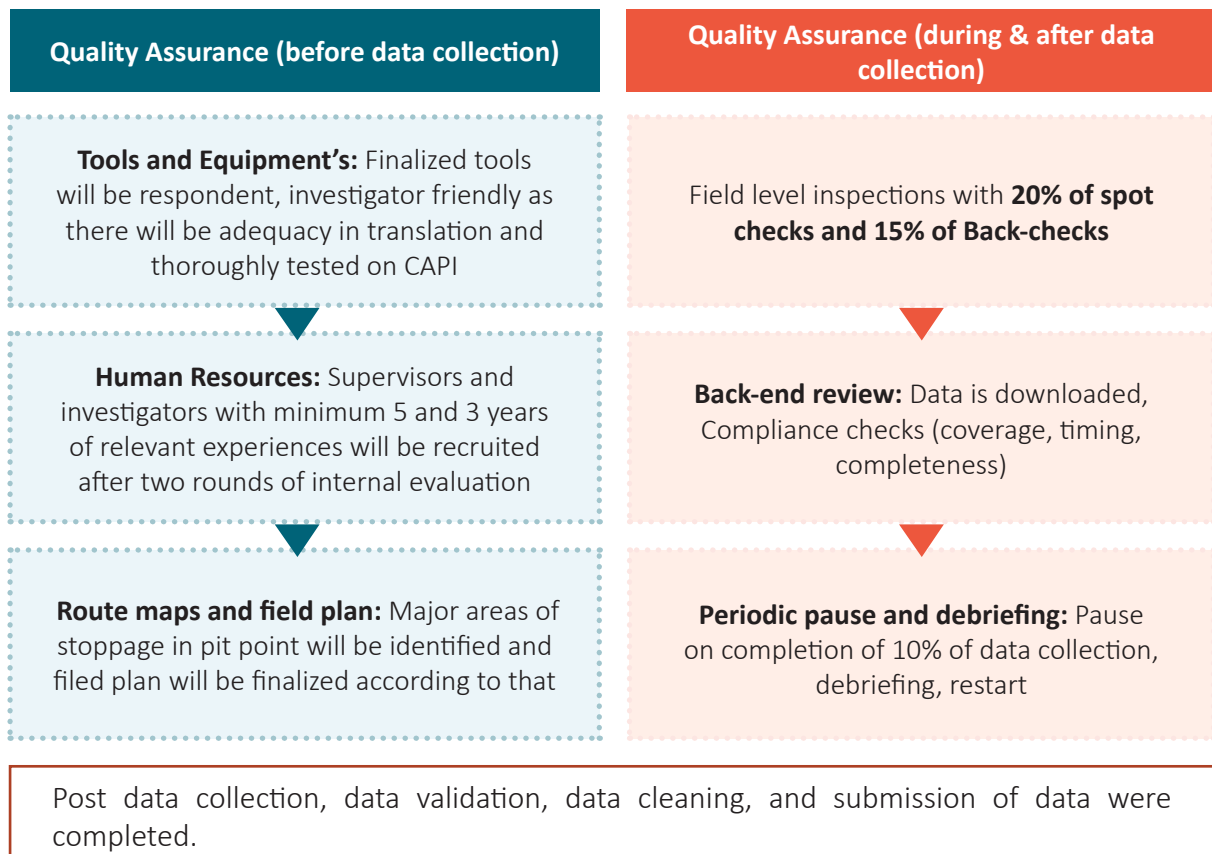 Quality Assurance (before data collection)
Tools and Equipment's: Finalized tools
will be respondent, investigator friendly as
there will be adequacy in translation and
thoroughly tested on CAPI
Human Resources: Supervisors and
investigators with minimum 5 and 3 years
of relevant experiences will be recruited
after two rounds of internal evaluation
Route maps and field plan: Major areas of
stoppage in pit point will be identified and
filed plan will be finalized according to that
Quality Assurance (during & after data
collection)
Field level inspections with 20% of spot
checks and 15% of Back-checks
Back-end review: Data is downloaded,
Compliance checks (coverage, timing,
completeness)
Periodic pause and debriefing: Pause
on completion of 10% of data collection,
debriefing, restart
Post data collection, data validation, data cleaning, and submission of data were
completed.